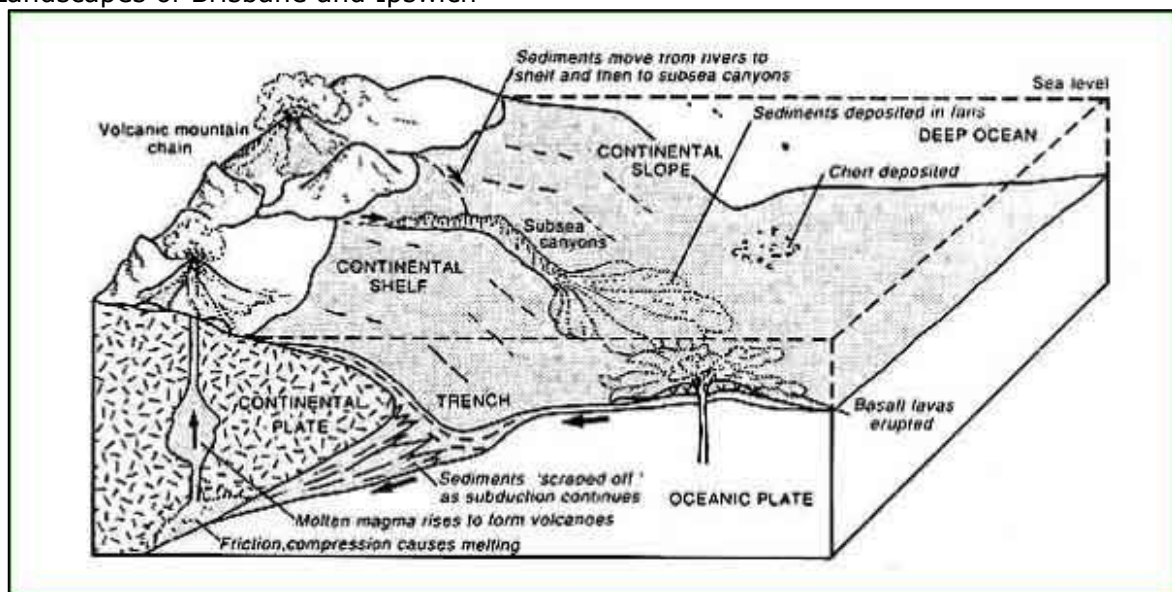 Landscapes of Brisbane and Ipswich
Sediments move from rivers to
shelf and then to subsea canyons
Sea level
Volcanic mountain
chain
Sediments deposited in fans
DEEP OCEAN
CONTINENTAL
SLOPE
Chert deposited
Subsea
canyons
CONTINENTAL
SHELF
CONTINENTAL
PLATE
TRENCH
Basalt lavas
erupted
Sediments 'scraped off'
as subduction continues
OCEANIC PLATE
Molten magma rises to form volcanoes
Friction,compression causes melting